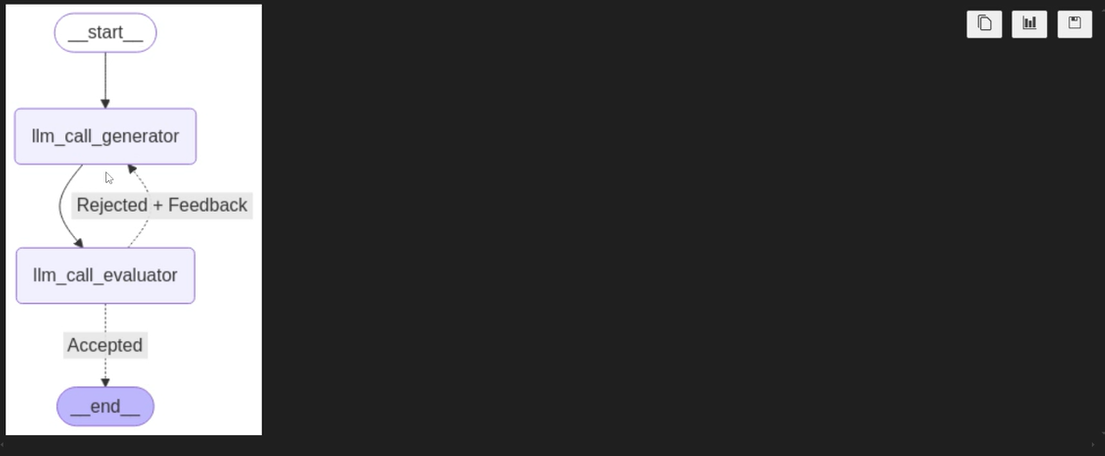 __start__
llm_call_generator
Rejected + Feedback
llm_call_evaluator
Accepted
__end__